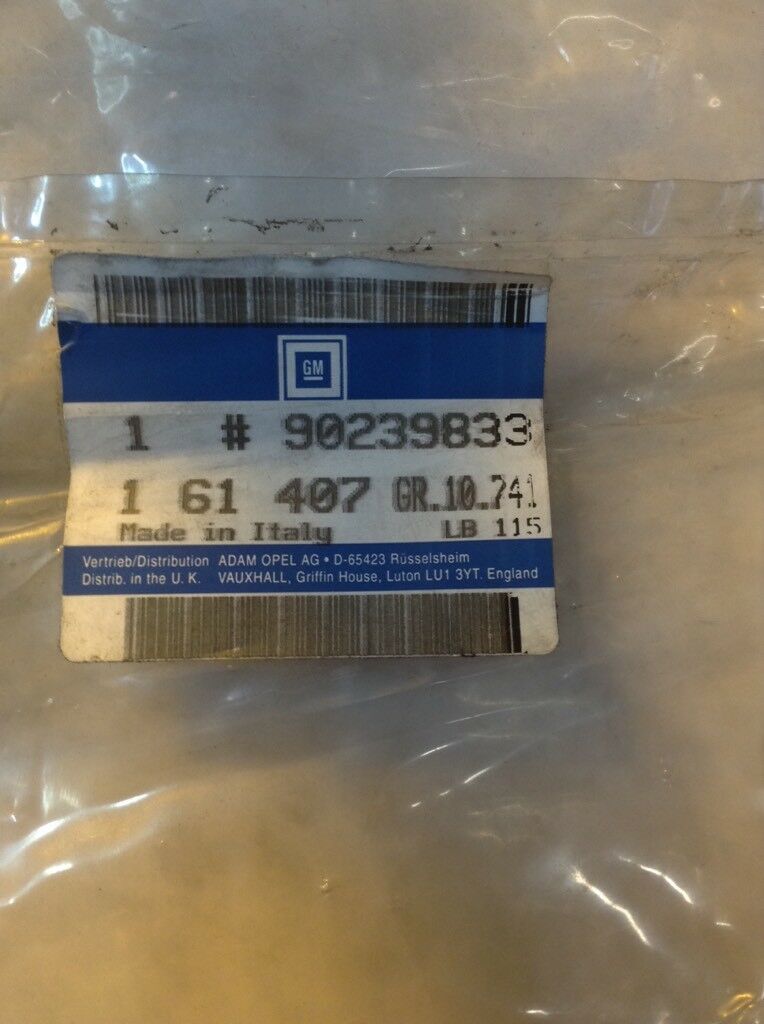 GM
1 # 90239833
1 61 407 GR.10.741
Made in Italy LB 115
Vertrieb/Distribution ADAM OPEL AG • D-65423 Rüsselsheim
Distrib. in the U. K. VAUXHALL, Griffin House, Luton LU1 3YT. England